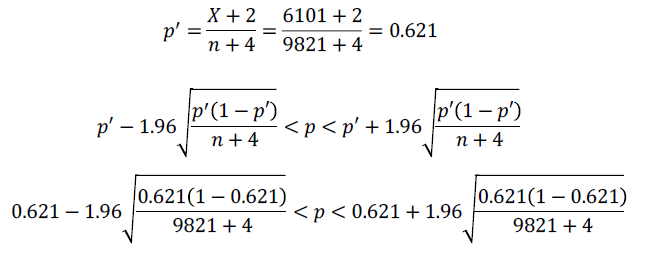 p′ = (X + 2)/(n + 4) = (6101 + 2)/(9821 + 4) = 0.621
p′ − 1.96 √(p′(1 − p′)/(n + 4)) < p < p′ + 1.96 √(p′(1 − p′)/(n + 4))
0.621 − 1.96 √(0.621(1 − 0.621)/(9821 + 4)) < p < 0.621 + 1.96 √(0.621(1 − 0.621)/(9821 + 4))